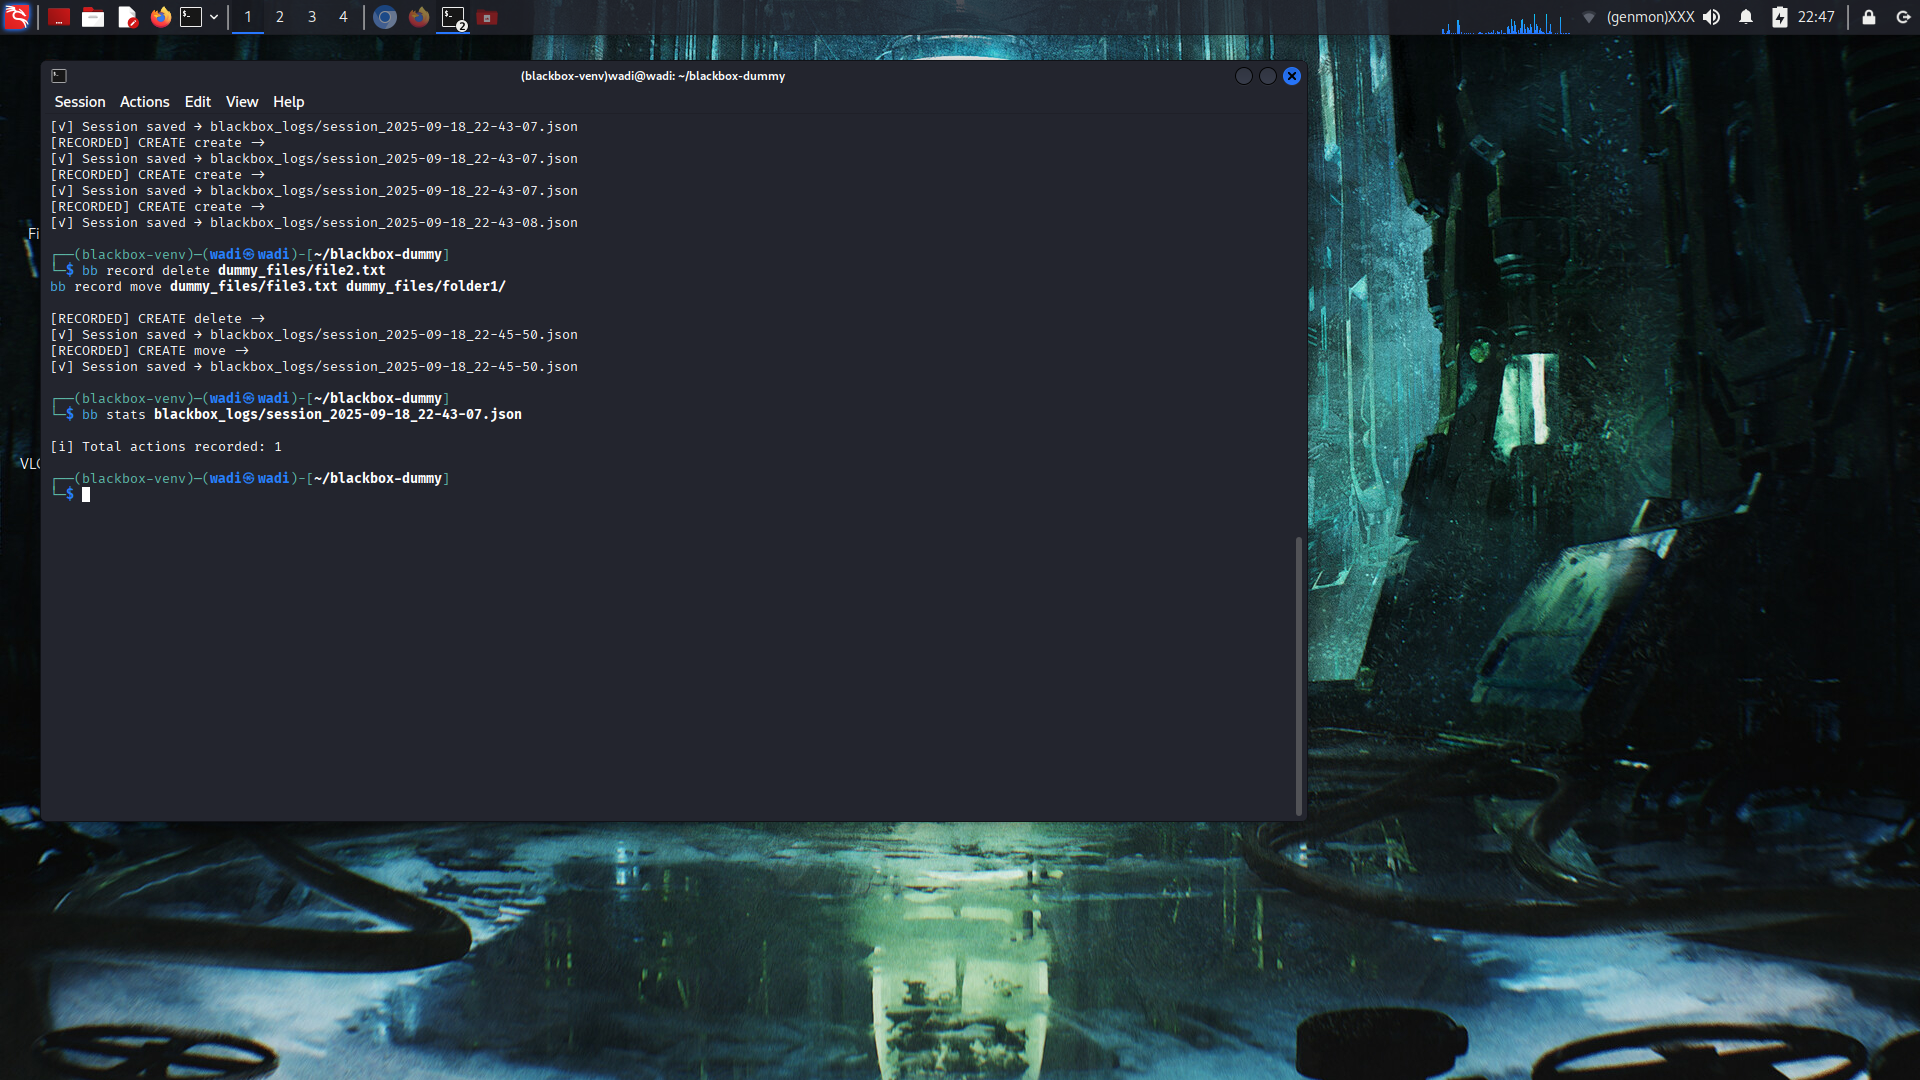 1 2 3 4 2 (genmon)XXX 22:47
(blackbox-venv)wadi@wadi: ~/blackbox-dummy
Session Actions Edit View Help
[√] Session saved → blackbox_logs/session_2025-09-18_22-43-07.json
[RECORDED] CREATE create →
[√] Session saved → blackbox_logs/session_2025-09-18_22-43-07.json
[RECORDED] CREATE create →
[√] Session saved → blackbox_logs/session_2025-09-18_22-43-07.json
[RECORDED] CREATE create →
[√] Session saved → blackbox_logs/session_2025-09-18_22-43-08.json
┌──(blackbox-venv)─(wadi㉿wadi)-[~/blackbox-dummy]
└─$ bb record delete dummy_files/file2.txt
bb record move dummy_files/file3.txt dummy_files/folder1/
[RECORDED] CREATE delete →
[√] Session saved → blackbox_logs/session_2025-09-18_22-45-50.json
[RECORDED] CREATE move →
[√] Session saved → blackbox_logs/session_2025-09-18_22-45-50.json
┌──(blackbox-venv)─(wadi㉿wadi)-[~/blackbox-dummy]
└─$ bb stats blackbox_logs/session_2025-09-18_22-43-07.json
[i] Total actions recorded: 1
┌──(blackbox-venv)─(wadi㉿wadi)-[~/blackbox-dummy]
└─$